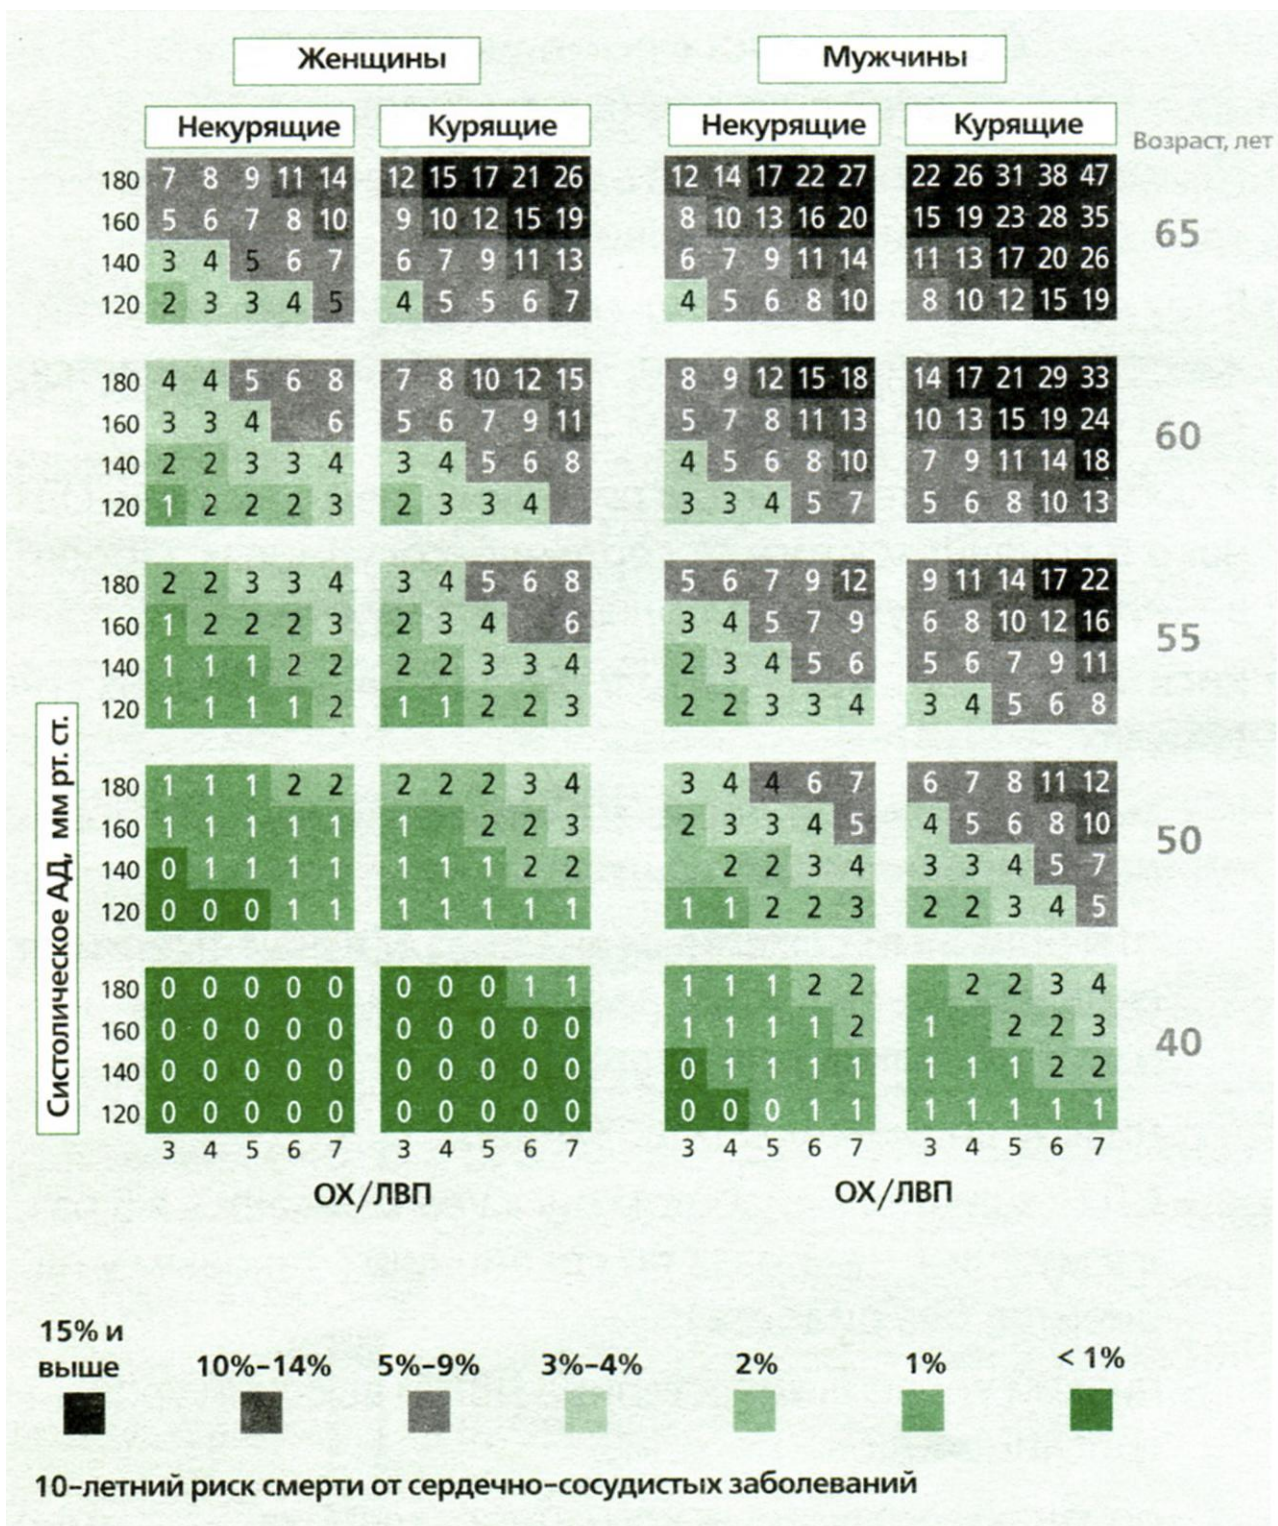 Женщины Мужчины
Некурящие Курящие Некурящие Курящие Возраст, лет
180 7 8 9 11 14 12 15 17 21 26 12 14 17 22 27 22 26 31 38 47
160 5 6 7 8 10 9 10 12 15 19 8 10 13 16 20 15 19 23 28 35
65
140 3 4 5 6 7 6 7 9 11 13 6 7 9 11 14 11 13 17 20 26
120 2 3 3 4 5 4 5 5 6 7 4 5 6 8 10 8 10 12 15 19
180 4 4 5 6 8 7 8 10 12 15 8 9 12 15 18 14 17 21 29 33
160 3 3 4 6 5 6 7 9 11 5 7 8 11 13 10 13 15 19 24
60
140 2 2 3 3 4 3 4 5 6 8 4 5 6 8 10 7 9 11 14 18
120 1 2 2 2 3 2 3 3 4 3 3 4 5 7 5 6 8 10 13
180 2 2 3 3 4 3 4 5 6 8 5 6 7 9 12 9 11 14 17 22
160 1 2 2 2 3 2 3 4 6 3 4 5 7 9 6 8 10 12 16
55
140 1 1 1 2 2 2 2 3 3 4 2 3 4 5 6 5 6 7 9 11
120 1 1 1 1 2 1 1 2 2 3 2 2 3 3 4 3 4 5 6 8
180 1 1 1 2 2 2 2 2 3 4 3 4 4 6 7 6 7 8 11 12
160 1 1 1 1 1 1 2 2 3 2 3 3 4 5 4 5 6 8 10
50
140 0 1 1 1 1 1 1 1 2 2 2 2 3 4 3 3 4 5 7
120 0 0 0 1 1 1 1 1 1 1 1 1 2 2 3 2 2 3 4 5
180 0 0 0 0 0 0 0 0 1 1 1 1 1 2 2 2 2 3 4
160 0 0 0 0 0 0 0 0 0 0 1 1 1 1 2 1 2 2 3
40
140 0 0 0 0 0 0 0 0 0 0 0 1 1 1 1 1 1 1 2 2
120 0 0 0 0 0 0 0 0 0 0 0 0 0 1 1 1 1 1 1 1
3 4 5 6 7 3 4 5 6 7 3 4 5 6 7 3 4 5 6 7
Систолическое АД, мм рт. ст.
ОХ/ЛВП ОХ/ЛВП
15% и
выше 10%–14% 5%–9% 3%–4% 2% 1% < 1%
10–летний риск смерти от сердечно–сосудистых заболеваний